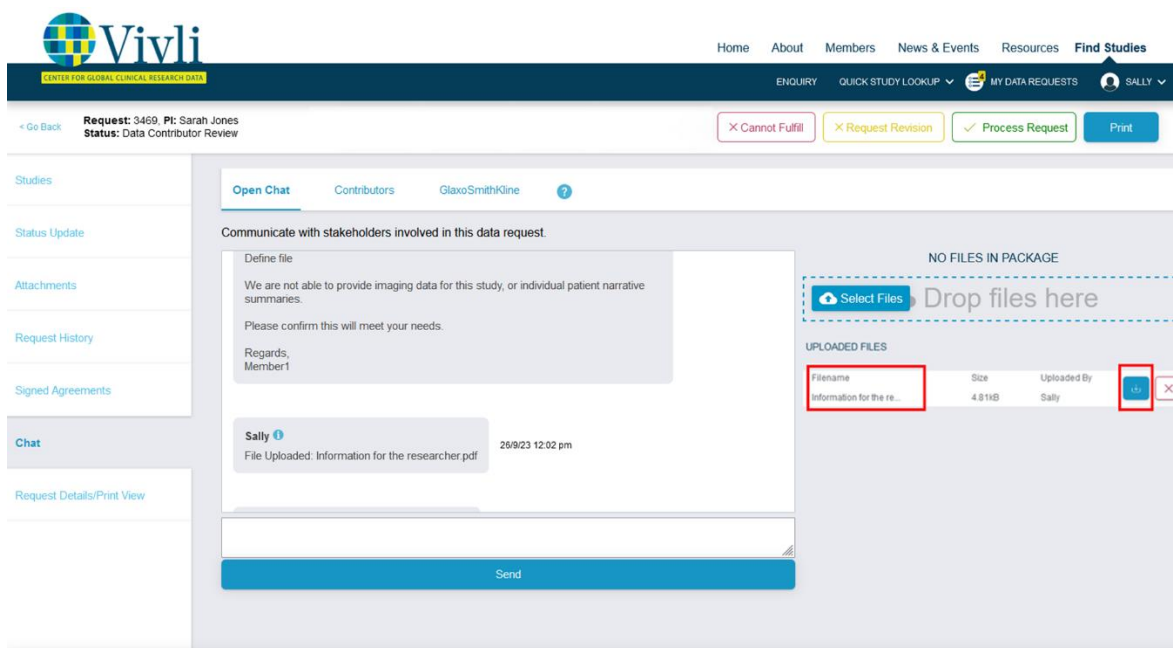 Vivli
CENTER FOR GLOBAL CLINICAL RESEARCH DATA
Home About Members News & Events Resources Find Studies
ENQUIRY QUICK STUDY LOOKUP 4 MY DATA REQUESTS SALLY
< Go Back
Request: 3469, PI: Sarah Jones
Status: Data Contributor Review
Cannot Fulfill Request Revision Process Request Print
Studies
Status Update
Attachments
Request History
Signed Agreements
Chat
Request Details/Print View
Open Chat Contributors GlaxoSmithKline ?
Communicate with stakeholders involved in this data request.
Define file
We are not able to provide imaging data for this study, or individual patient narrative
summaries.
Please confirm this will meet your needs.
Regards,
Member1
Sally
File Uploaded: Information for the researcher.pdf
26/9/23 12:02 pm
Send
NO FILES IN PACKAGE
Select Files Drop files here
UPLOADED FILES
Filename Size Uploaded By
Information for the re... 4.81kB Sally